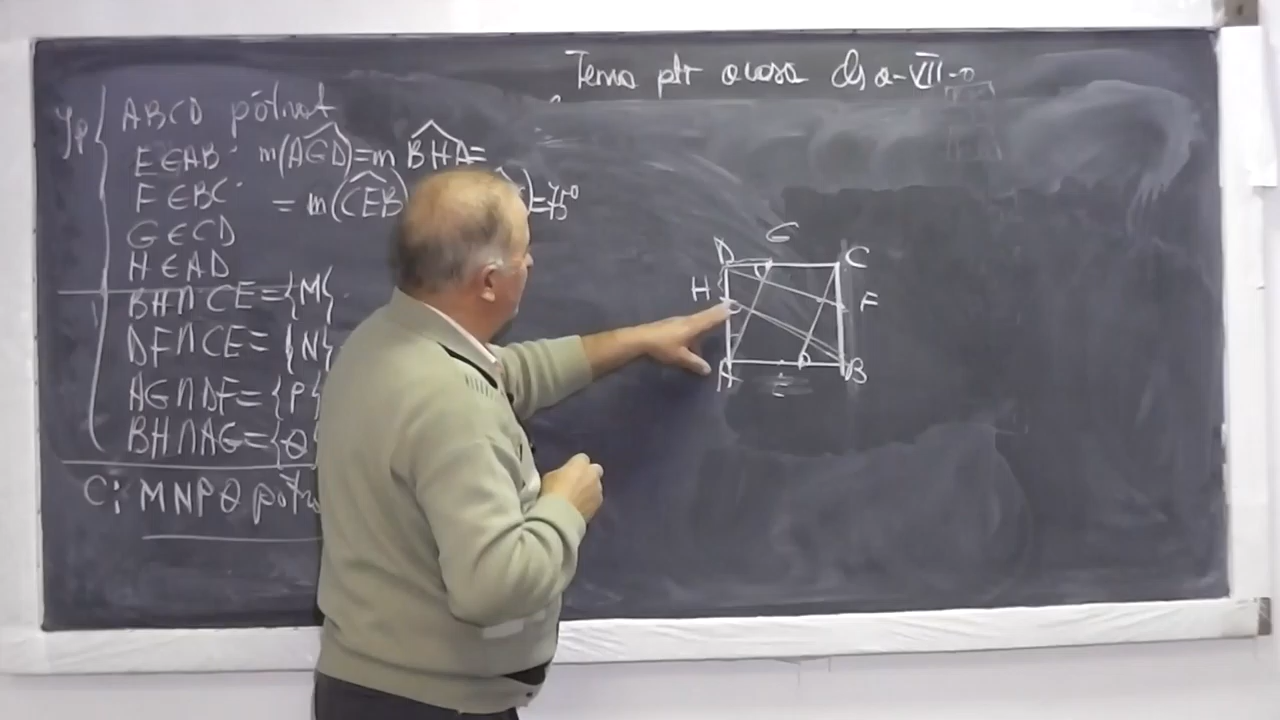 Tema ptr acasa cls a-VII-a
Ip { ABCD pătrat
E∈AB m(AGD)=m BHA=
F∈BC = m(CEB) )=75°
G∈CD
H∈AD
BH∩CE={M}
DF∩CE={N}
AG∩DF={P}
BH∩AG={Q
C: MNPQ pătra
G
D C
H F
A E B